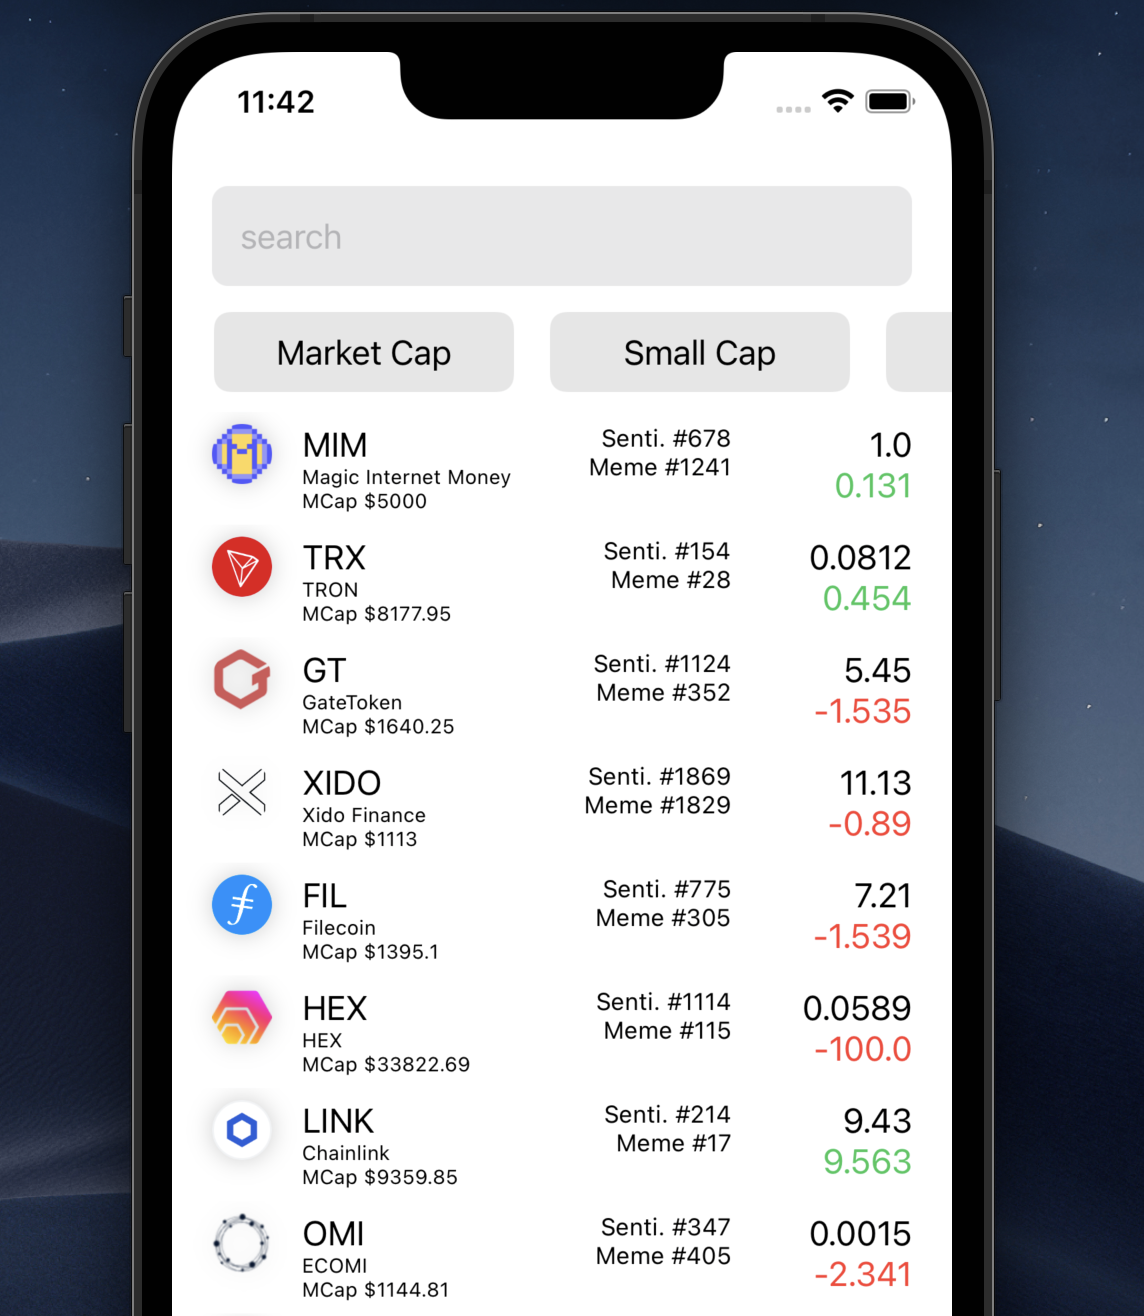 11:42
search
Market Cap
Small Cap
MIM
Magic Internet Money
MCap $5000
Senti. #678
Meme #1241
1.0
0.131
TRX
TRON
MCap $8177.95
Senti. #154
Meme #28
0.0812
0.454
GT
GateToken
MCap $1640.25
Senti. #1124
Meme #352
5.45
-1.535
XIDO
Xido Finance
MCap $1113
Senti. #1869
Meme #1829
11.13
-0.89
FIL
Filecoin
MCap $1395.1
Senti. #775
Meme #305
7.21
-1.539
HEX
HEX
MCap $33822.69
Senti. #1114
Meme #115
0.0589
-100.0
LINK
Chainlink
MCap $9359.85
Senti. #214
Meme #17
9.43
9.563
OMI
ECOMI
MCap $1144.81
Senti. #347
Meme #405
0.0015
-2.341